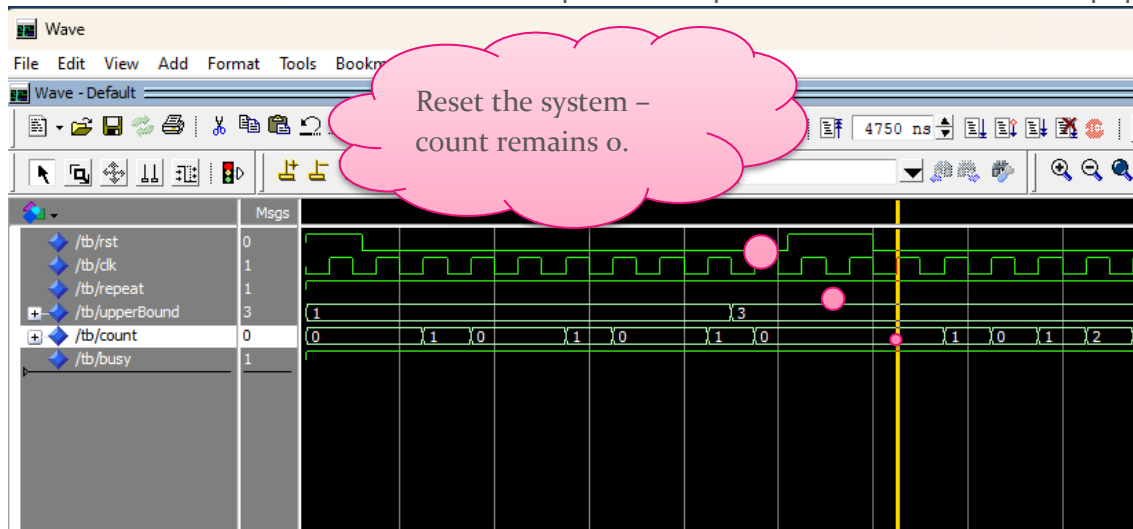 Wave
File Edit View Add Format Tools Bookm
Wave - Default
Reset the system –
count remains 0.
4750 ns
Msgs
/tb/rst 0
/tb/clk 1
/tb/repeat 1
/tb/upperBound 3 1 3
/tb/count 0 0 1 0 1 0 1 0 1 0 1 2
/tb/busy 1